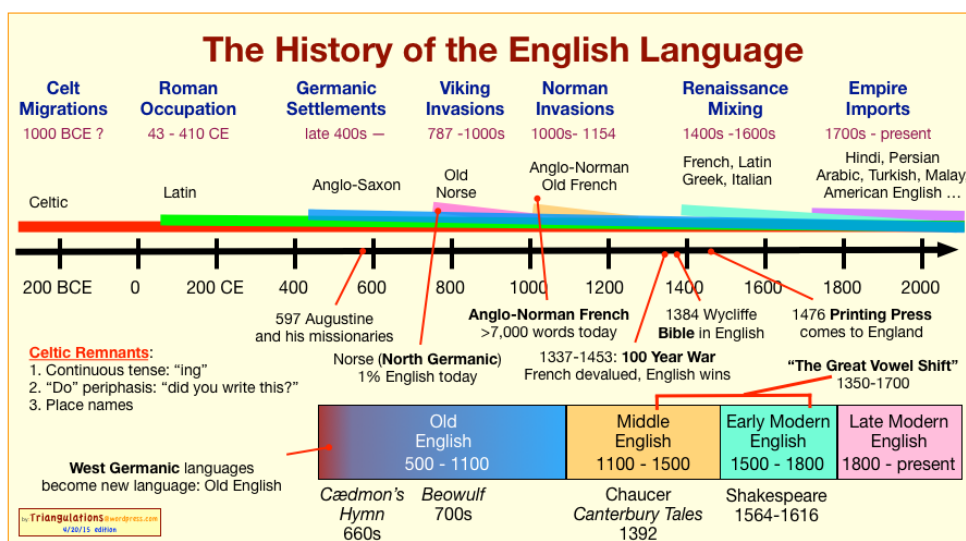 The History of the English Language
Celt
Migrations
1000 BCE ?
Roman
Occupation
43 - 410 CE
Germanic
Settlements
late 400s —
Viking
Invasions
787 -1000s
Norman
Invasions
1000s- 1154
Renaissance
Mixing
1400s -1600s
Empire
Imports
1700s - present
Celtic
Latin
Anglo-Saxon
Old
Norse
Anglo-Norman
Old French
French, Latin
Greek, Italian
Hindi, Persian
Arabic, Turkish, Malay
American English ...
200 BCE
0
200 CE
400
600
800
1000
1200
1400
1600
1800
2000
597 Augustine
and his missionaries
Norse (North Germanic)
1% English today
Anglo-Norman French
>7,000 words today
1337-1453: 100 Year War
French devalued, English wins
1384 Wycliffe
Bible in English
1476 Printing Press
comes to England
"The Great Vowel Shift"
1350-1700
Celtic Remnants:
1. Continuous tense: "ing"
2. "Do" periphasis: "did you write this?"
3. Place names
West Germanic languages
become new language: Old English
Old
English
500 - 1100
Middle
English
1100 - 1500
Early Modern
English
1500 - 1800
Late Modern
English
1800 - present
Cædmon's
Hymn
660s
Beowulf
700s
Chaucer
Canterbury Tales
1392
Shakespeare
1564-1616
by Triangulations@wordpress.com
4/20/15 edition